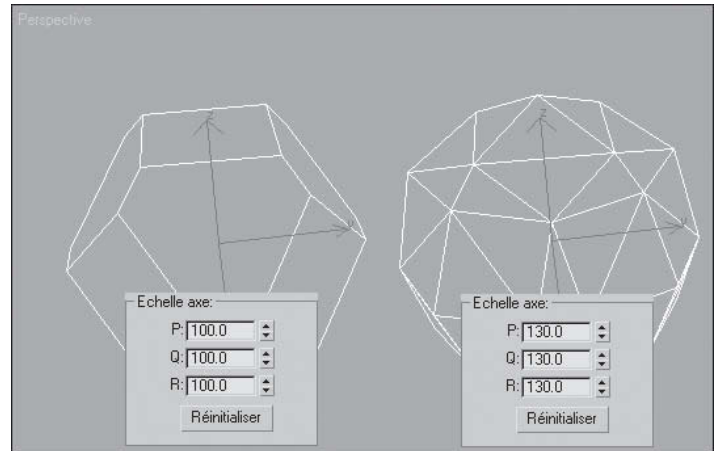 Perspective
z
y
z
Echelle axe:
P: 100.0
Q: 100.0
R: 100.0
Réinitialiser
Echelle axe:
P: 130.0
Q: 130.0
R: 130.0
Réinitialiser